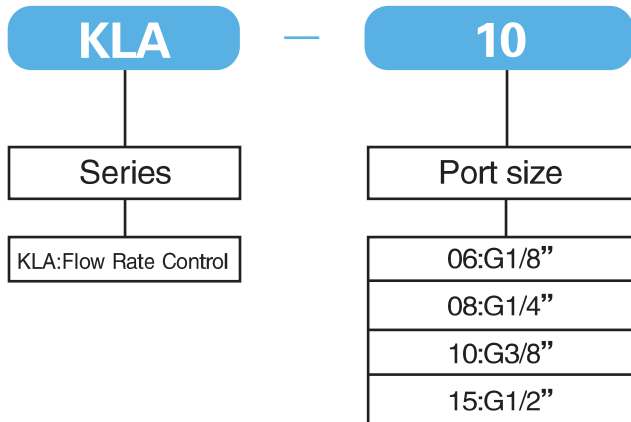 KLA — 10
Series
Port size
KLA:Flow Rate Control
06:G1/8”
08:G1/4”
10:G3/8”
15:G1/2”